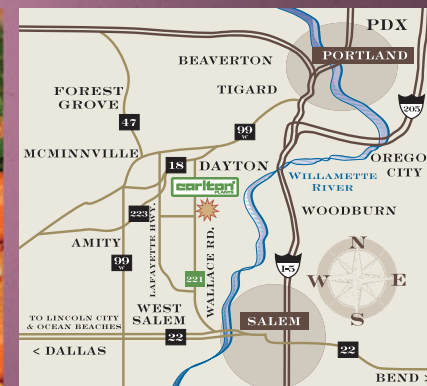 PDX
PORTLAND
BEAVERTON
TIGARD
FOREST
GROVE
47
99
W
205
MCMINNVILLE
18
DAYTON
OREGO
CITY
carlton
PLANTS
WILLAMETTE
RIVER
WOODBURN
223
AMITY
LAFAYETTE HWY.
WALLACE RD.
99
W
221
I-5
N
W
E
S
TO LINCOLN CITY
& OCEAN BEACHES
WEST
SALEM
SALEM
22
22
< DALLAS
BEND >